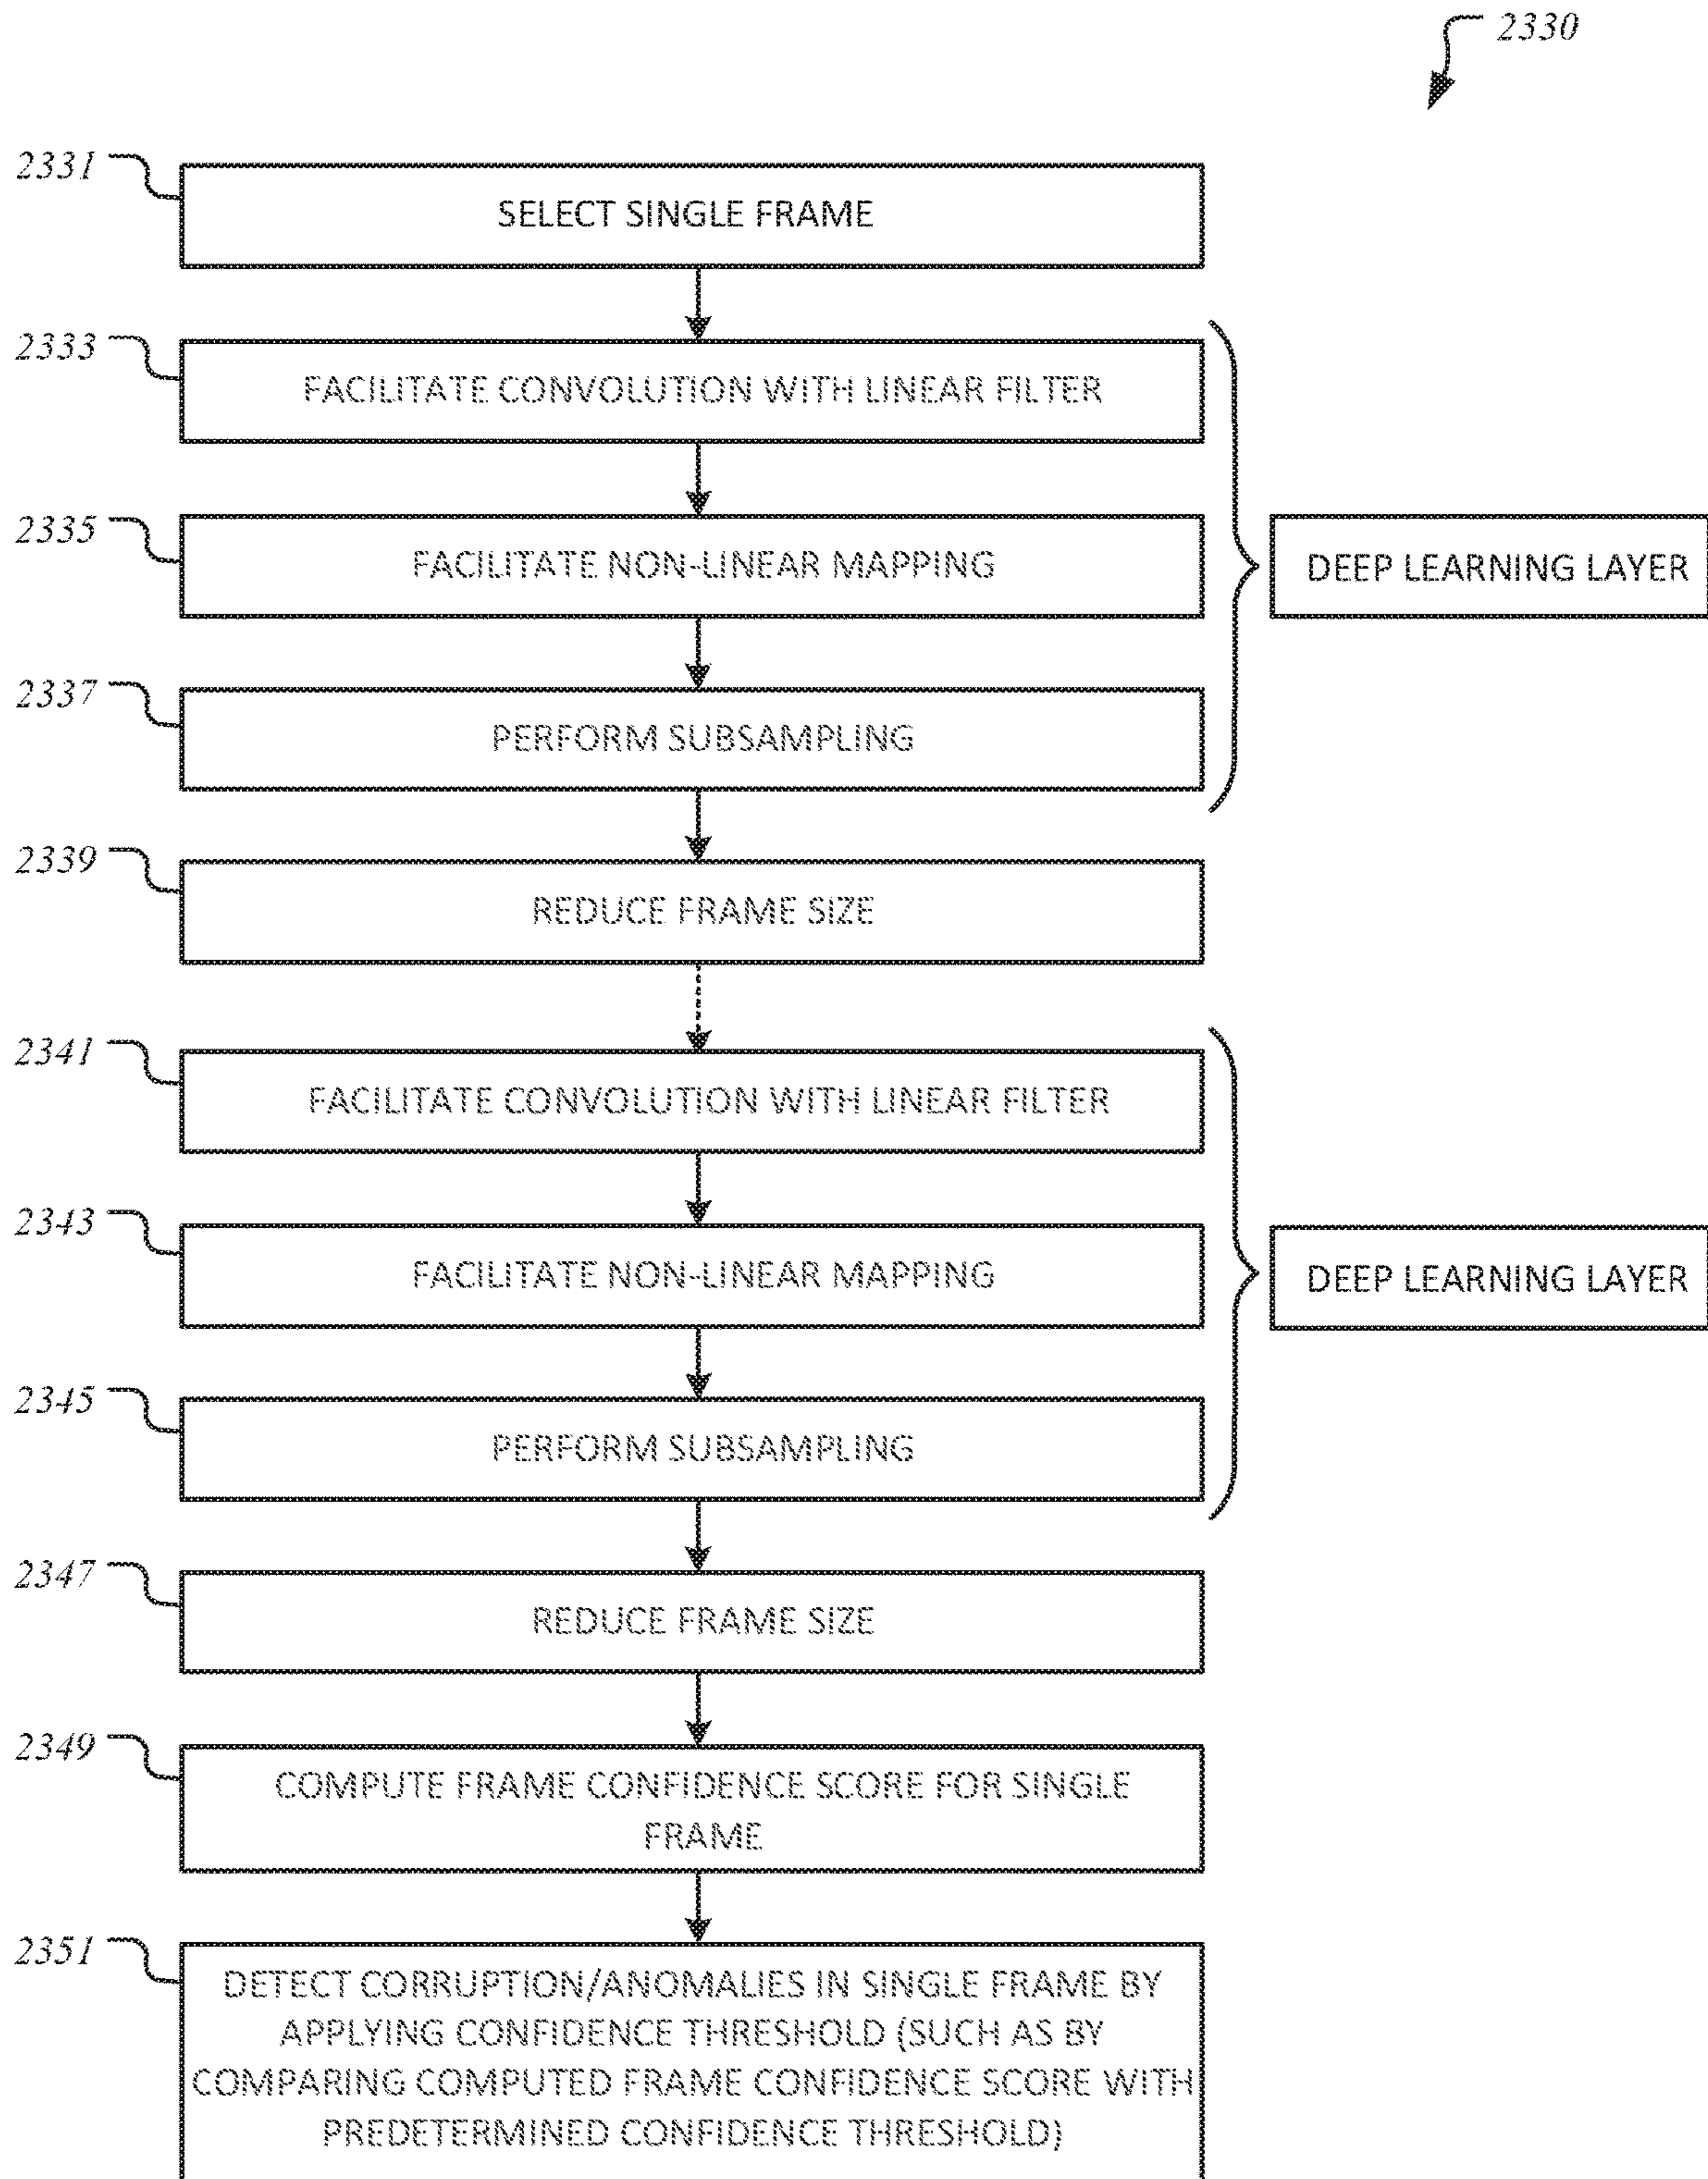 2330
2331
SELECT SINGLE FRAME
2333
FACILITATE CONVOLUTION WITH LINEAR FILTER
2335
FACILITATE NON-LINEAR MAPPING
DEEP LEARNING LAYER
2337
PERFORM SUBSAMPLING
2339
REDUCE FRAME SIZE
2341
FACILITATE CONVOLUTION WITH LINEAR FILTER
2343
FACILITATE NON-LINEAR MAPPING
DEEP LEARNING LAYER
2345
PERFORM SUBSAMPLING
2347
REDUCE FRAME SIZE
2349
COMPUTE FRAME CONFIDENCE SCORE FOR SINGLE
FRAME
2351
DETECT CORRUPTION/ANOMALIES IN SINGLE FRAME BY
APPLYING CONFIDENCE THRESHOLD (SUCH AS BY
COMPARING COMPUTED FRAME CONFIDENCE SCORE WITH
PREDETERMINED CONFIDENCE THRESHOLD)